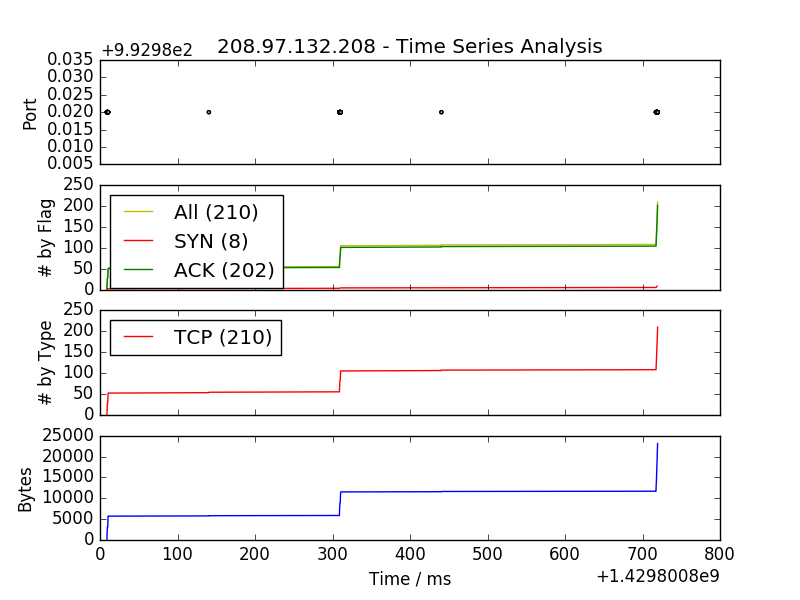 +9.9298e2
208.97.132.208 - Time Series Analysis
0.035
0.030
0.025
0.020
0.015
0.010
0.005
Port
250
200
150
100
50
0
# by Flag
All (210)
SYN (8)
ACK (202)
250
200
150
100
50
0
# by Type
TCP (210)
25000
20000
15000
10000
5000
0
Bytes
0 100 200 300 400 500 600 700 800
Time / ms
+1.4298008e9